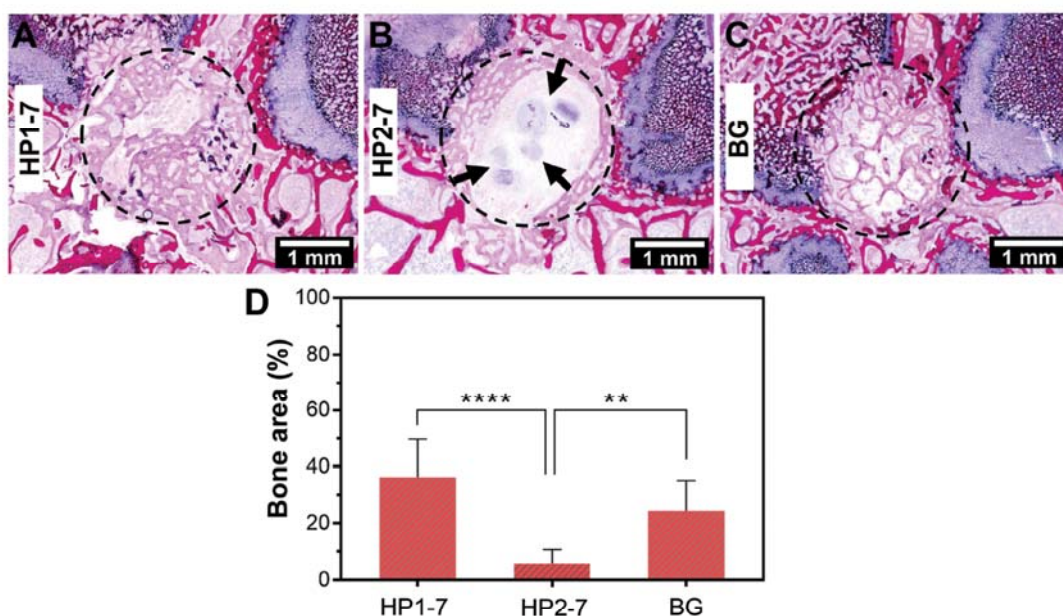 A
HP1-7
1 mm
B
HP2-7
1 mm
C
BG
1 mm
D
Bone area (%)
100
80
60
40
20
0
****
**
HP1-7
HP2-7
BG